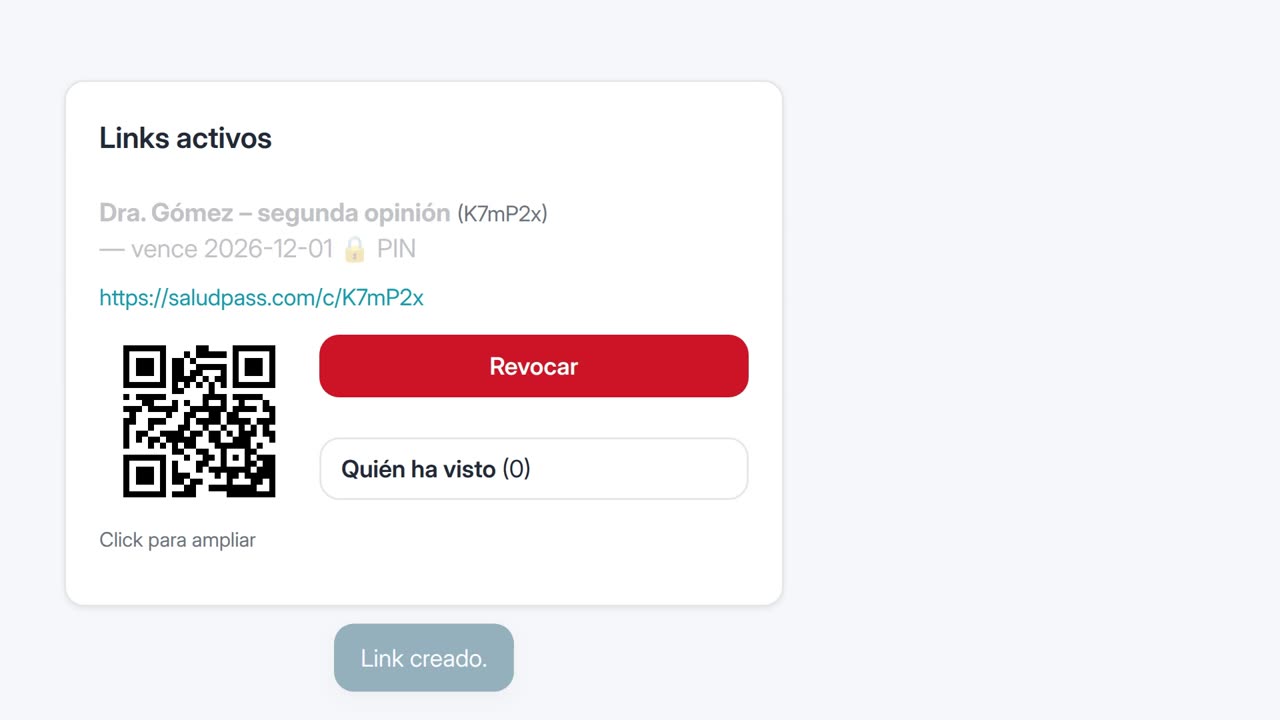 Links activos
Dra. Gómez – segunda opinión (K7mP2x)
— vence 2026-12-01 🔒 PIN
https://saludpass.com/c/K7mP2x
Revocar
Quién ha visto (0)
Click para ampliar
Link creado.